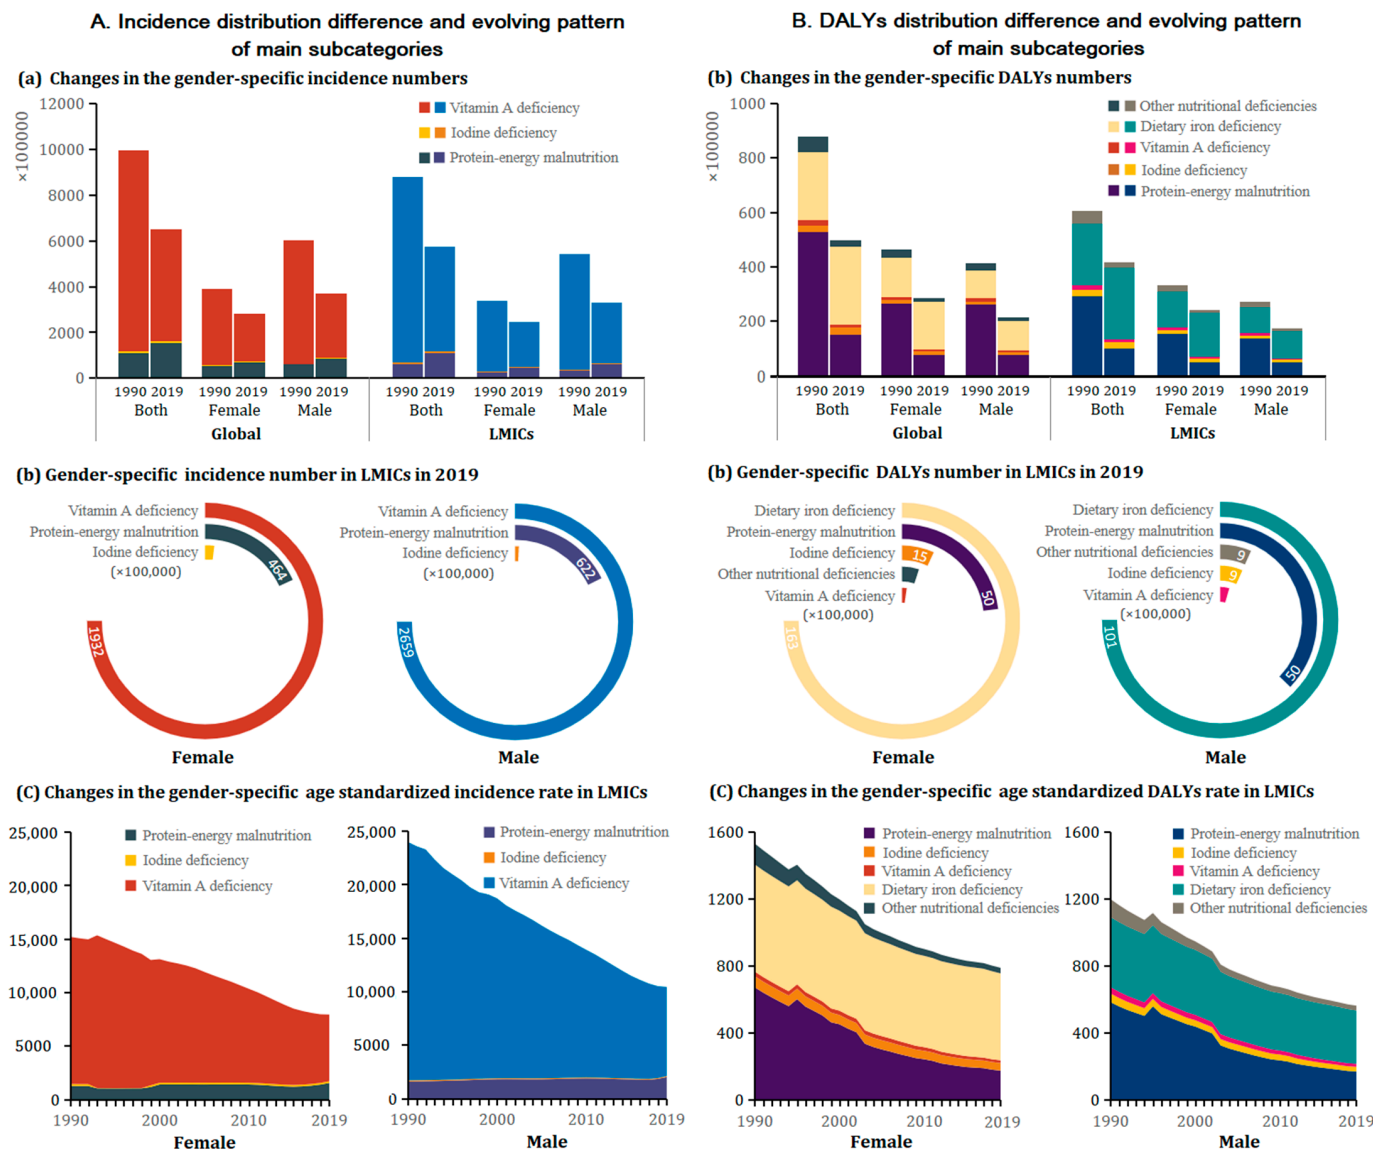 A. Incidence distribution difference and evolving pattern
of main subcategories
(a) Changes in the gender-specific incidence numbers
×100000
12000
10000
8000
6000
4000
2000
0
Vitamin A deficiency
Iodine deficiency
Protein-energy malnutrition
1990 2019 1990 2019 1990 2019 1990 2019 1990 2019 1990 2019
Both Female Male Both Female Male
Global LMICs
(b) Gender-specific incidence number in LMICs in 2019
Vitamin A deficiency
Protein-energy malnutrition
Iodine deficiency
(×100,000)
464
1932
Female
Vitamin A deficiency
Protein-energy malnutrition
Iodine deficiency
(×100,000)
622
2659
Male
(C) Changes in the gender-specific age standardized incidence rate in LMICs
25,000
20,000
15,000
10,000
5000
0
Protein-energy malnutrition
Iodine deficiency
Vitamin A deficiency
1990 2000 2010 2019
Female
25,000
20,000
15,000
10,000
5000
0
Protein-energy malnutrition
Iodine deficiency
Vitamin A deficiency
1990 2000 2010 2019
Male
B. DALYs distribution difference and evolving pattern
of main subcategories
(b) Changes in the gender-specific DALYs numbers
×100000
1000
800
600
400
200
0
Other nutritional deficiencies
Dietary iron deficiency
Vitamin A deficiency
Iodine deficiency
Protein-energy malnutrition
1990 2019 1990 2019 1990 2019 1990 2019 1990 2019 1990 2019
Both Female Male Both Female Male
Global LMICs
(b) Gender-specific DALYs number in LMICs in 2019
Dietary iron deficiency
Protein-energy malnutrition
Iodine deficiency
Other nutritional deficiencies
Vitamin A deficiency
(×100,000)
15
50
163
Female
Dietary iron deficiency
Protein-energy malnutrition
Other nutritional deficiencies
Iodine deficiency
Vitamin A deficiency
(×100,000)
9
9
50
101
Male
(C) Changes in the gender-specific age standardized DALYs rate in LMICs
1600
1200
800
400
0
Protein-energy malnutrition
Iodine deficiency
Vitamin A deficiency
Dietary iron deficiency
Other nutritional deficiencies
1990 2000 2010 2019
Female
1600
1200
800
400
0
Protein-energy malnutrition
Iodine deficiency
Vitamin A deficiency
Dietary iron deficiency
Other nutritional deficiencies
1990 2000 2010 2019
Male